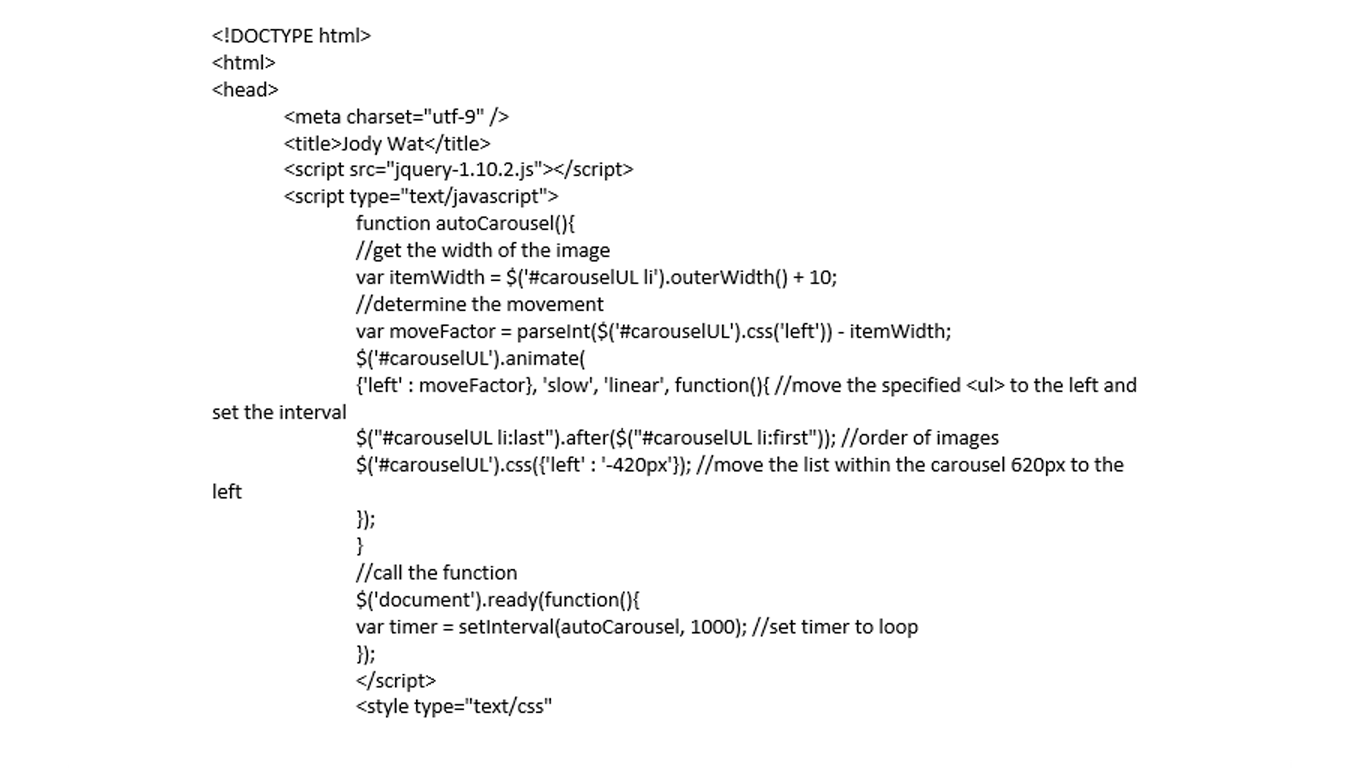 <!DOCTYPE html>
<html>
<head>
<meta charset="utf-9" />
<title>Jody Wat</title>
<script src="jquery-1.10.2.js"></script>
<script type="text/javascript">
function autoCarousel(){
//get the width of the image
var itemWidth = $('#carouselUL li').outerWidth() + 10;
//determine the movement
var moveFactor = parseInt($('#carouselUL').css('left')) - itemWidth;
$('#carouselUL').animate(
{'left' : moveFactor}, 'slow', 'linear', function(){ //move the specified <ul> to the left and
set the interval
$("#carouselUL li:last").after($("#carouselUL li:first")); //order of images
$('#carouselUL').css({'left' : '-420px'}); //move the list within the carousel 620px to the
left
});
}
//call the function
$('document').ready(function(){
var timer = setInterval(autoCarousel, 1000); //set timer to loop
});
</script>
<style type="text/css"